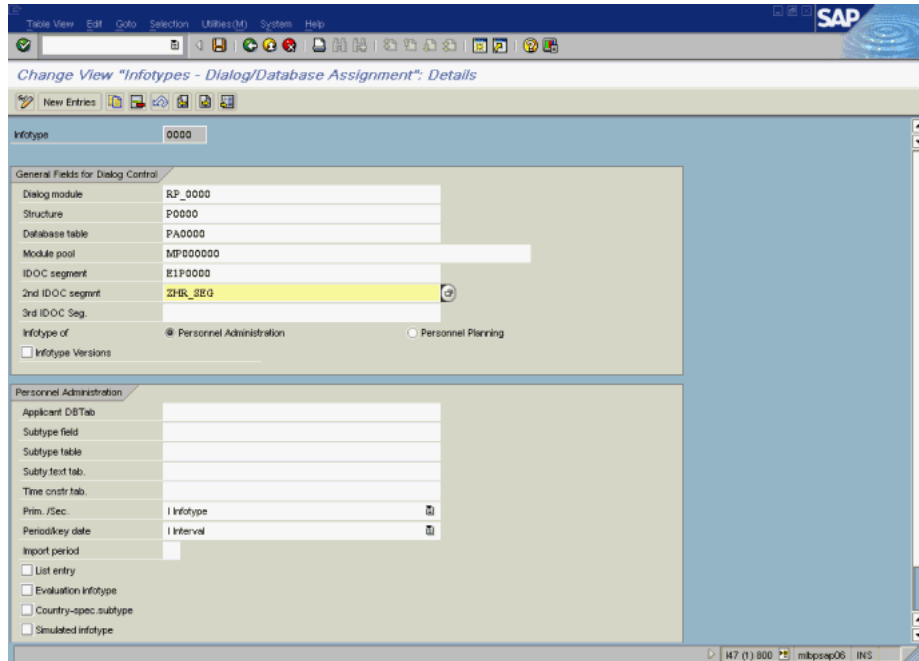 Table View Edit Goto Selection Utilities(M) System Help
SAP
Change View "Infotypes - Dialog/Database Assignment": Details
New Entries
Infotype 0000
General Fields for Dialog Control
Dialog module RP_0000
Structure P0000
Database table PA0000
Module pool MP000000
IDOC segment E1P0000
2nd IDOC segmnt ZHR_SEG
3rd IDOC Seg.
Infotype of Personnel Administration Personnel Planning
Infotype Versions
Personnel Administration
Applicant DBTab
Subtype field
Subtype table
Subty.text tab.
Time cnstr.tab.
Prim. /Sec. I Infotype
Period/key date I Interval
Import period
List entry
Evaluation infotype
Country-spec.subtype
Simulated infotype
I47 (1) 800 mibpsap06 INS